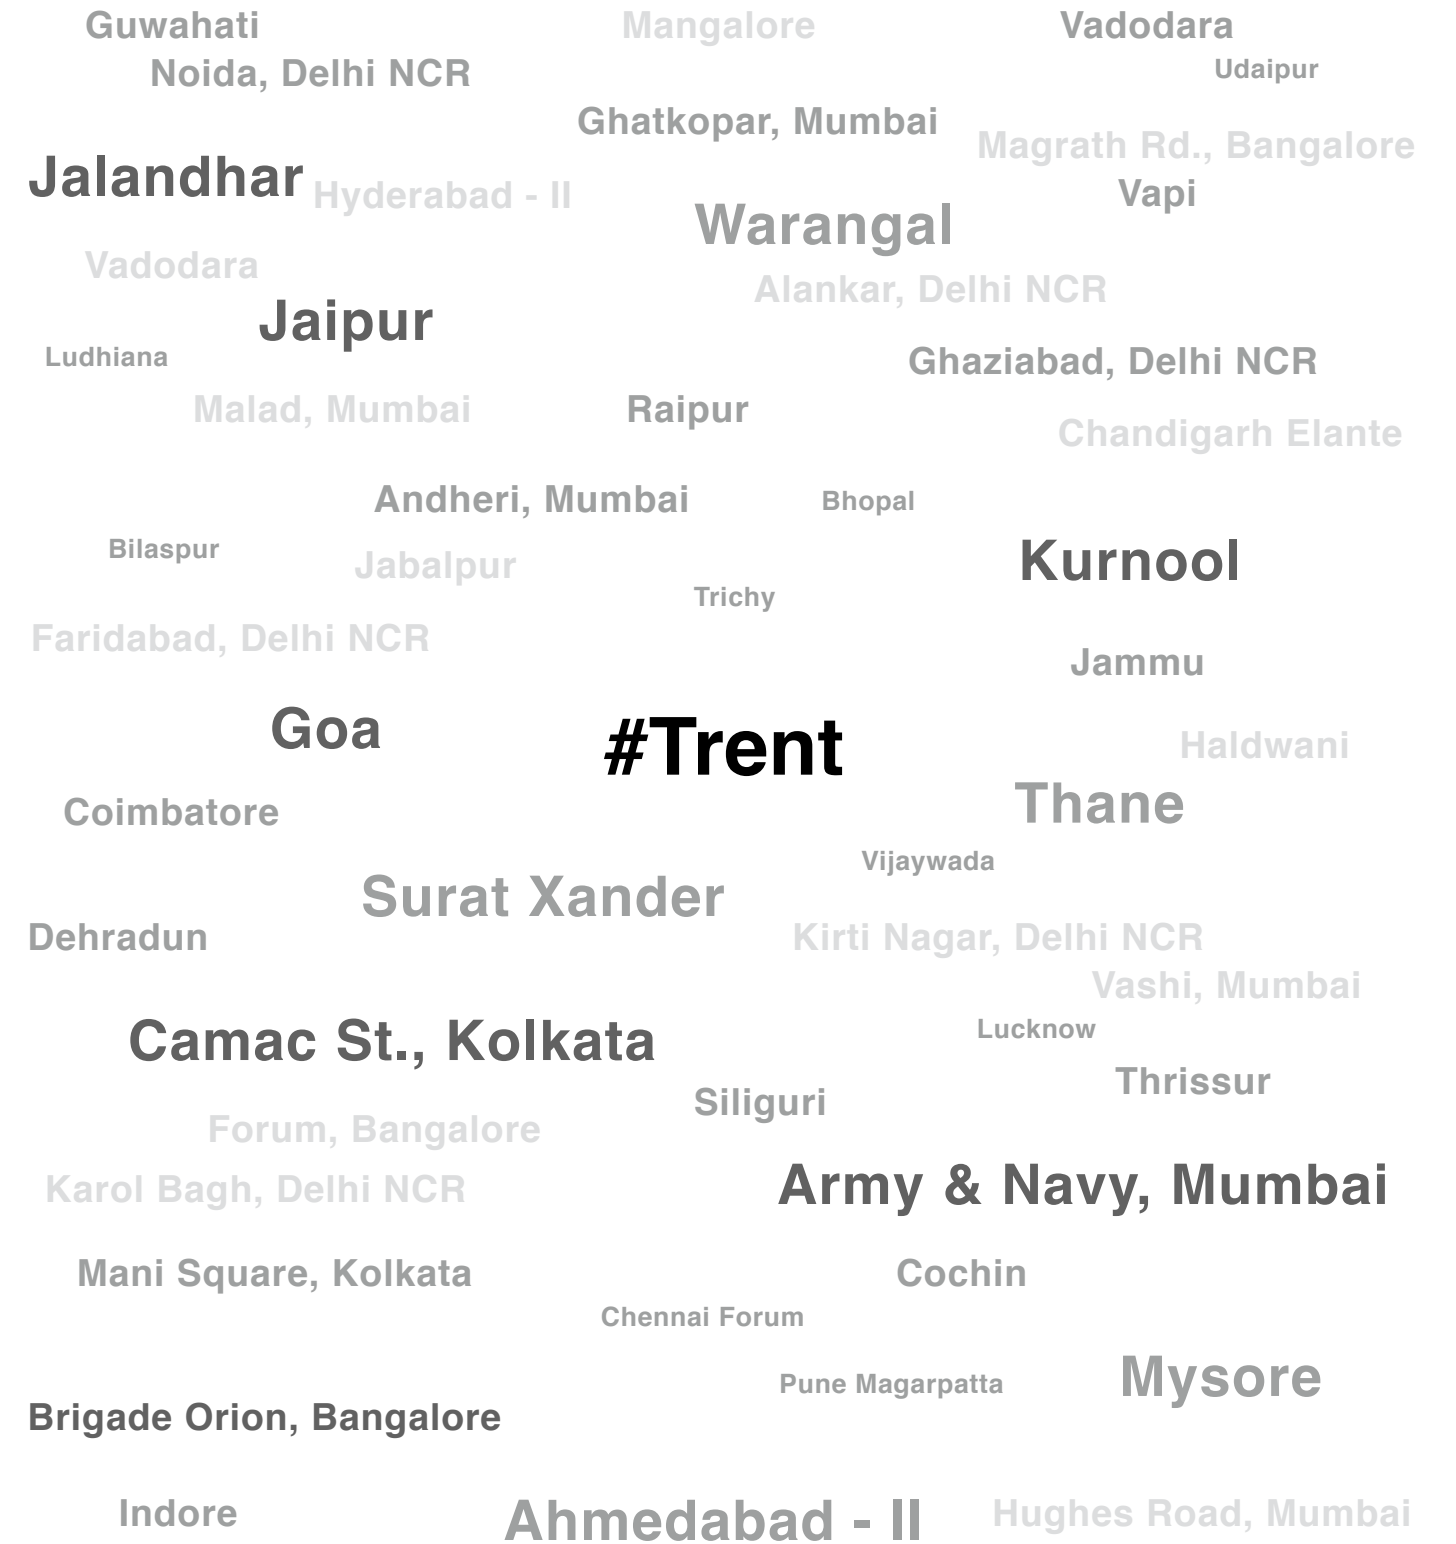 Guwahati
Mangalore
Vadodara
Noida, Delhi NCR
Udaipur
Ghatkopar, Mumbai
Magrath Rd., Bangalore
Jalandhar
Hyderabad - II
Vapi
Warangal
Vadodara
Alankar, Delhi NCR
Jaipur
Ludhiana
Ghaziabad, Delhi NCR
Malad, Mumbai
Raipur
Chandigarh Elante
Andheri, Mumbai
Bhopal
Bilaspur
Jabalpur
Kurnool
Trichy
Faridabad, Delhi NCR
Jammu
Goa
#Trent
Haldwani
Coimbatore
Thane
Vijaywada
Surat Xander
Dehradun
Kirti Nagar, Delhi NCR
Vashi, Mumbai
Camac St., Kolkata
Lucknow
Thrissur
Siliguri
Forum, Bangalore
Karol Bagh, Delhi NCR
Army & Navy, Mumbai
Mani Square, Kolkata
Cochin
Chennai Forum
Pune Magarpatta
Mysore
Brigade Orion, Bangalore
Indore
Ahmedabad - II
Hughes Road, Mumbai